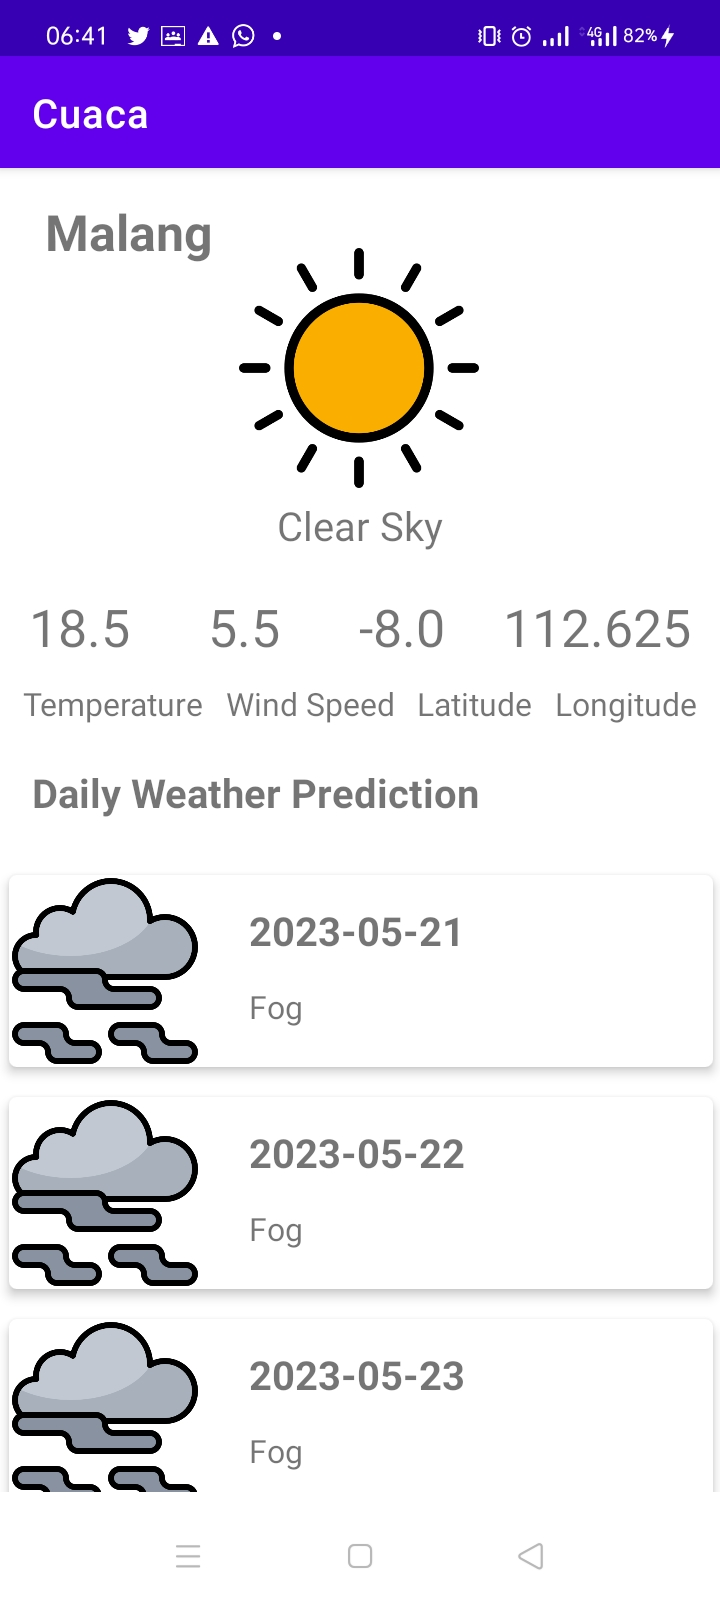 06:41 4G 82%
Cuaca
Malang
Clear Sky
18.5 5.5 -8.0 112.625
Temperature Wind Speed Latitude Longitude
Daily Weather Prediction
2023-05-21
Fog
2023-05-22
Fog
2023-05-23
Fog